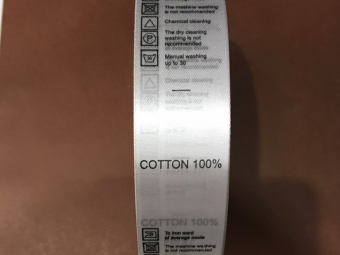 The machine washing
is not recommended
Chemical cleaning
The dry cleaning
washing is not
recommended
Manual washing
up to 30
COTTON 100%
COTTON 100%
To iron want
at average mode
The machine washing
is not recommended